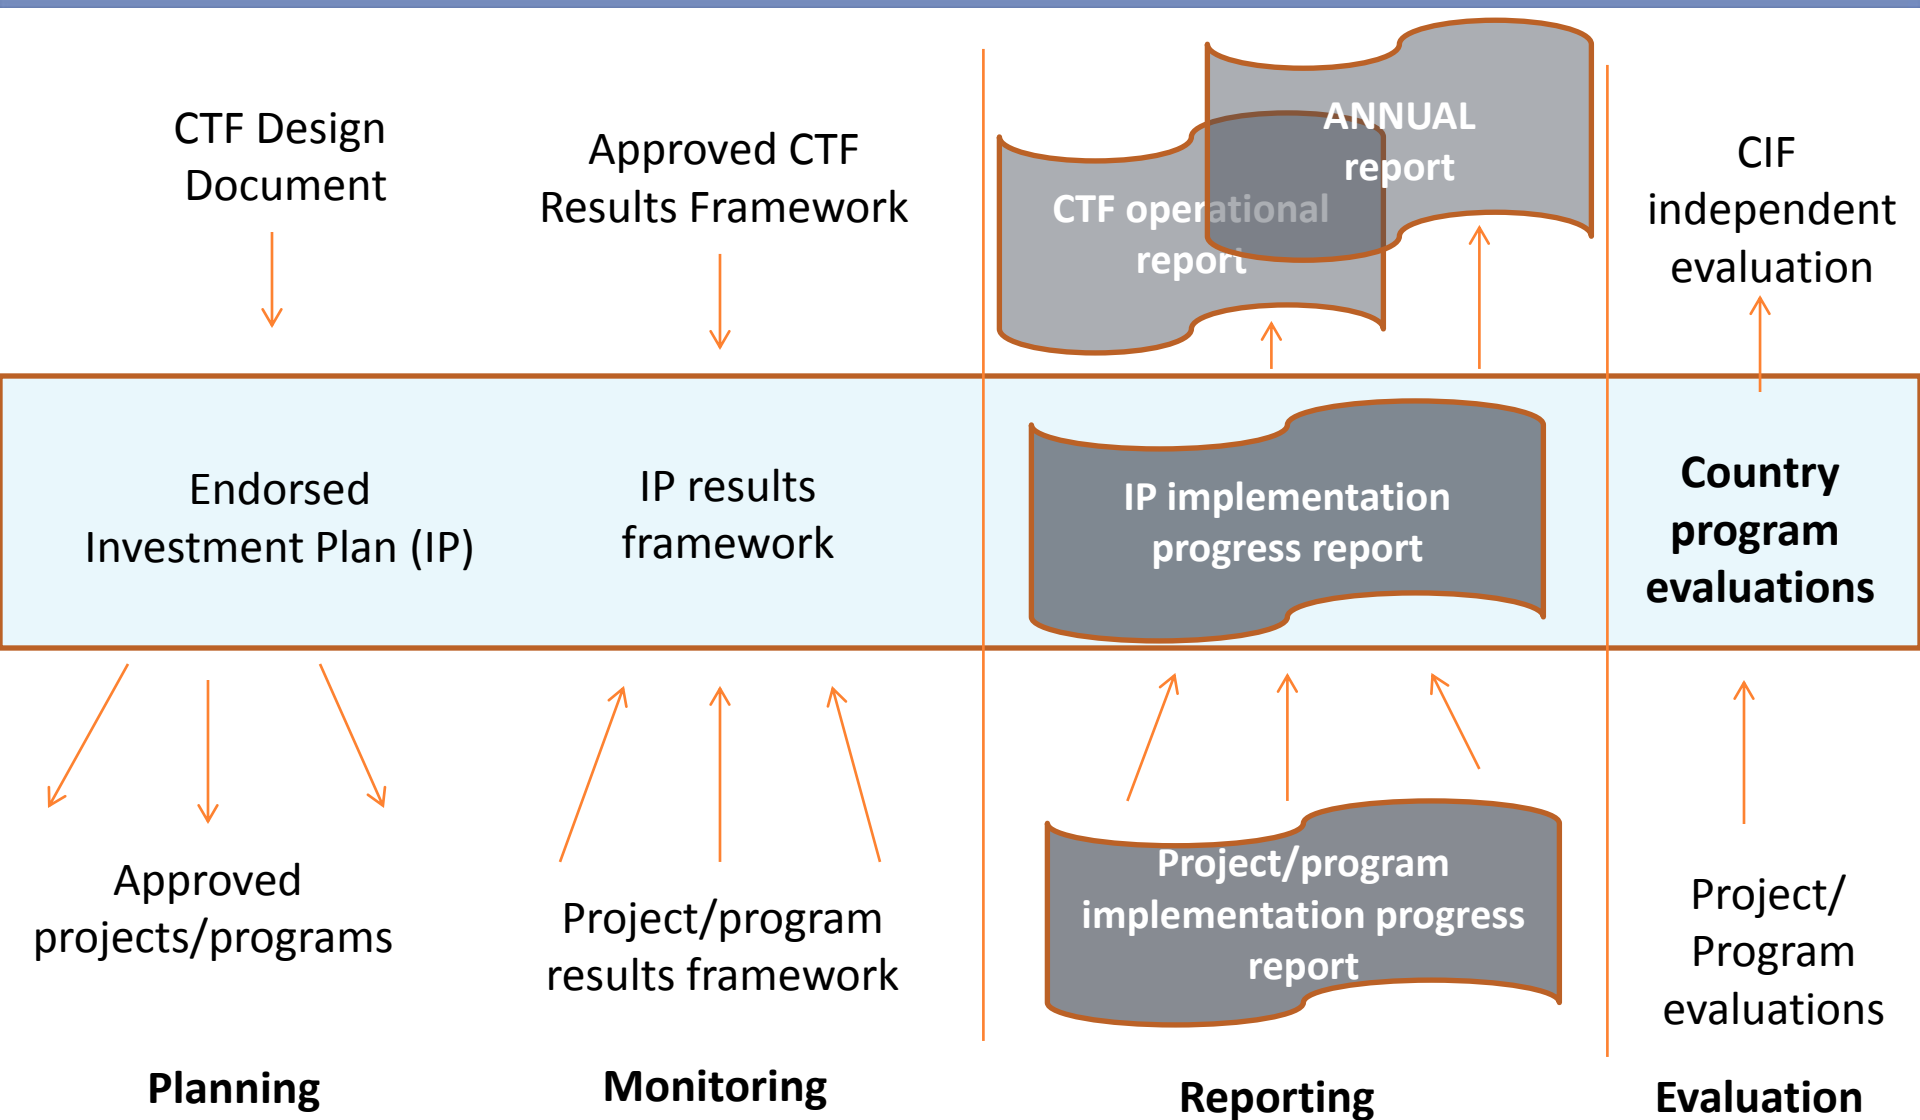 CTF Design
Document
Approved CTF
Results Framework
ANNUAL
report
CTF operational
report
CIF
independent
evaluation
Endorsed
Investment Plan (IP)
IP results
framework
IP implementation
progress report
Country
program
evaluations
Approved
projects/programs
Project/program
results framework
Project/program
implementation progress
report
Project/
Program
evaluations
Planning
Monitoring
Reporting
Evaluation